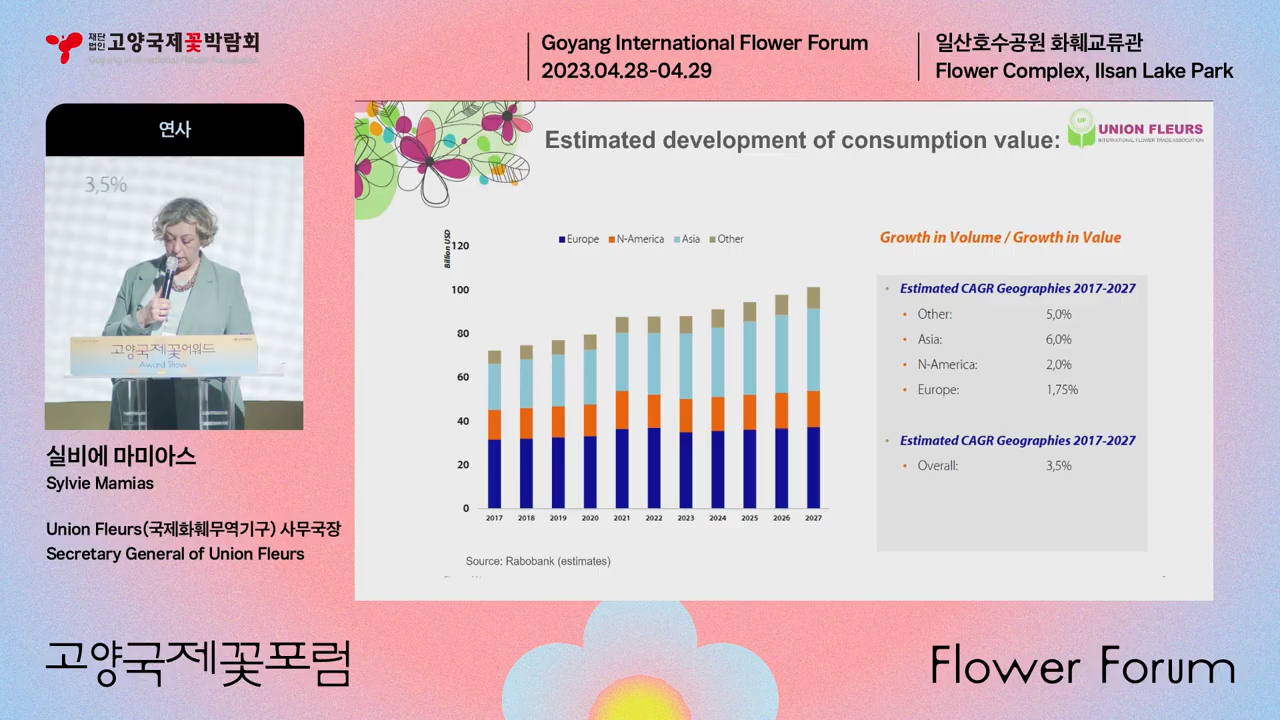 재단
법인 고양국제꽃박람회
Goyang International Flower Foundation
Goyang International Flower Forum
2023.04.28-04.29
일산호수공원 화훼교류관
Flower Complex, Ilsan Lake Park
연사
3,5%
고양국제꽃어워드
Award Show
실비에 마미아스
Sylvie Mamias
Union Fleurs(국제화훼무역기구) 사무국장
Secretary General of Union Fleurs
Estimated development of consumption value:
UF
UNION FLEURS
INTERNATIONAL FLOWER TRADE ASSOCIATION
Billion USD
Europe N-America Asia Other
120
100
80
60
40
20
0
2017 2018 2019 2020 2021 2022 2023 2024 2025 2026 2027
Source: Rabobank (estimates)
Growth in Volume / Growth in Value
• Estimated CAGR Geographies 2017-2027
• Other: 5,0%
• Asia: 6,0%
• N-America: 2,0%
• Europe: 1,75%
• Estimated CAGR Geographies 2017-2027
• Overall: 3,5%
고양국제꽃포럼
Flower Forum